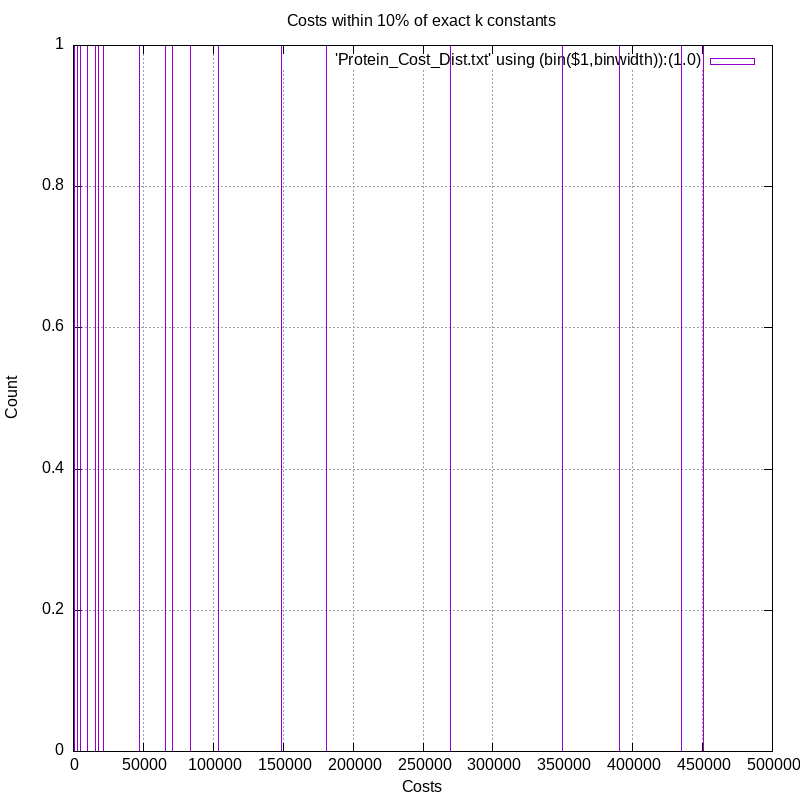 Costs within 10% of exact k constants
'Protein_Cost_Dist.txt' using (bin($1,binwidth)):(1.0)
1
0.8
0.6
0.4
0.2
0
Count
0 50000 100000 150000 200000 250000 300000 350000 400000 450000 500000
Costs